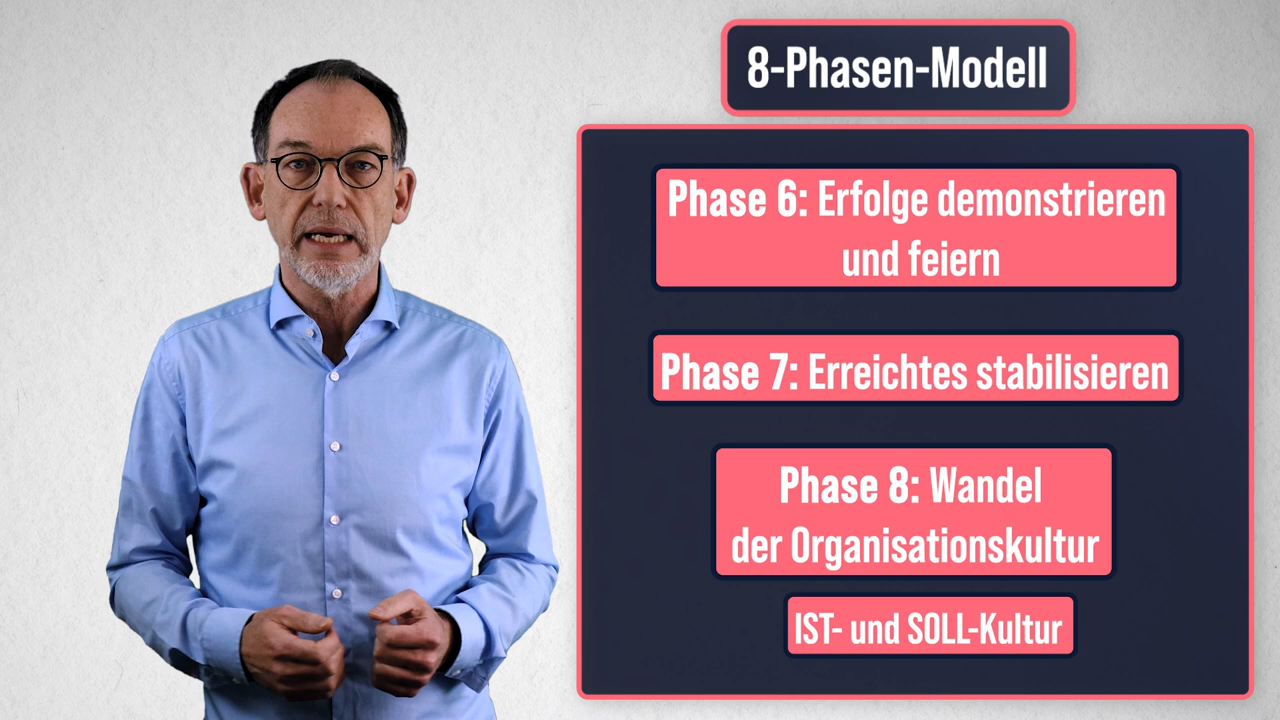 8-Phasen-Modell
Phase 6: Erfolge demonstrieren
und feiern
Phase 7: Erreichtes stabilisieren
Phase 8: Wandel
der Organisationskultur
IST- und SOLL-Kultur